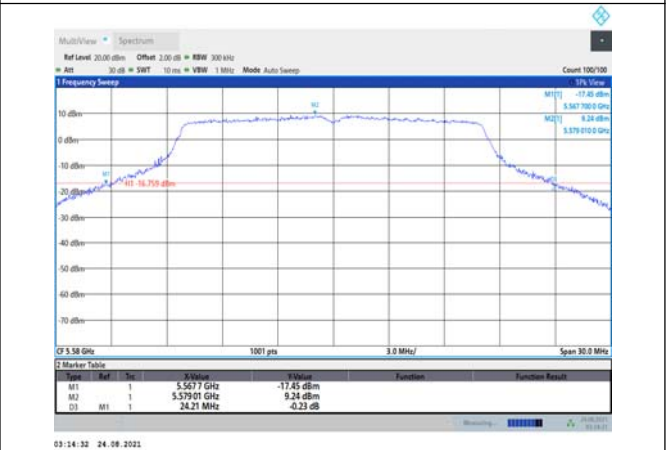 MultiView Spectrum
Ref Level 20.00 dBm Offset 2.00 dB RBW 300 kHz
Att 30 dB SWT 10 ms VBW 1 MHz Mode Auto Sweep Count 100/100
1 Frequency Sweep 1Pk View
M1[1] -17.45 dBm
5.567 700 0 GHz
M2[1] 9.24 dBm
5.579 010 0 GHz
M2
10 dBm
0 dBm
-10 dBm
M1
H1 -16.759 dBm
-20 dBm
-30 dBm
-40 dBm
-50 dBm
-60 dBm
-70 dBm
CF 5.58 GHz 1001 pts 3.0 MHz/ Span 30.0 MHz
2 Marker Table
Type Ref Trc X-Value Y-Value Function Function Result
M1 1 5.5677 GHz -17.45 dBm
M2 1 5.57901 GHz 9.24 dBm
D3 M1 1 24.21 MHz -0.23 dB
Measuring...
03:14:32 24.08.2021